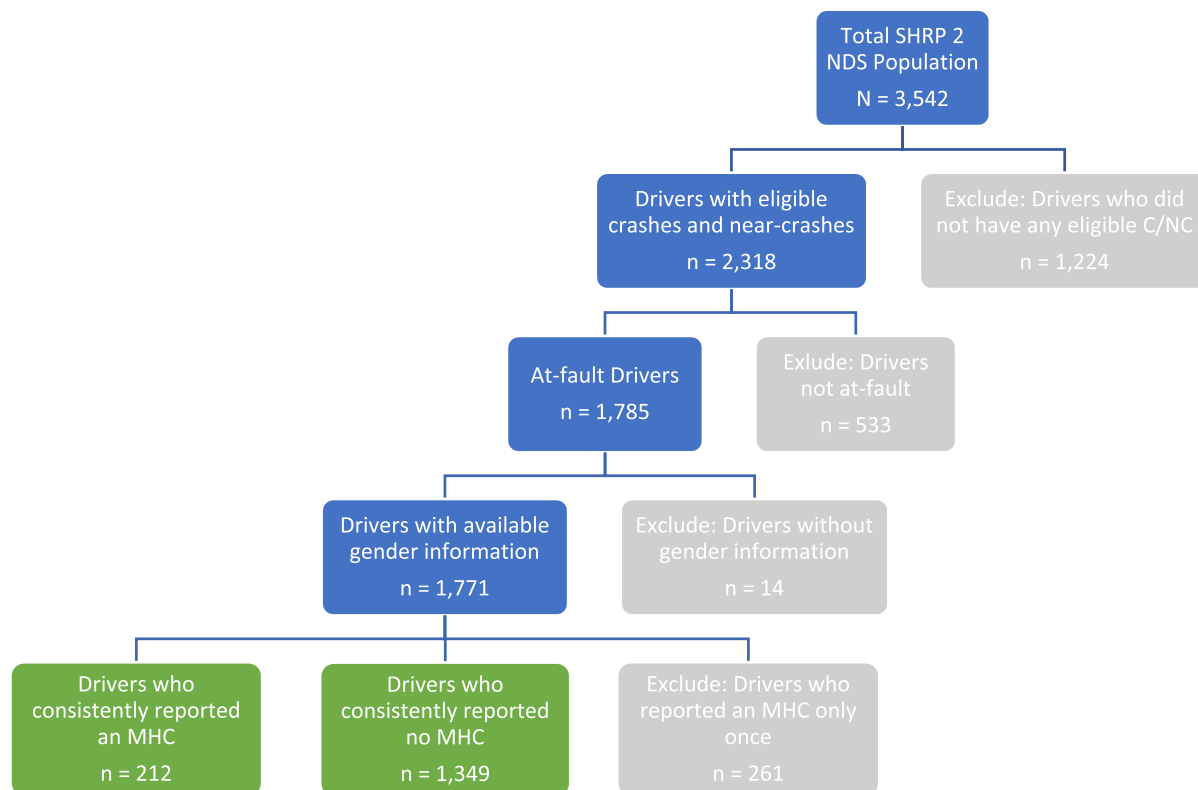 Total SHRP 2
NDS Population
N = 3,542
Drivers with eligible
crashes and near-crashes
n = 2,318
Exclude: Drivers who did
not have any eligible C/NC
n = 1,224
At-fault Drivers
n = 1,785
Exlude: Drivers
not at-fault
n = 533
Drivers with available
gender information
n = 1,771
Exclude: Drivers without
gender information
n = 14
Drivers who
consistently reported
an MHC
n = 212
Drivers who
consistently reported
no MHC
n = 1,349
Exclude: Drivers who
reported an MHC only
once
n = 261